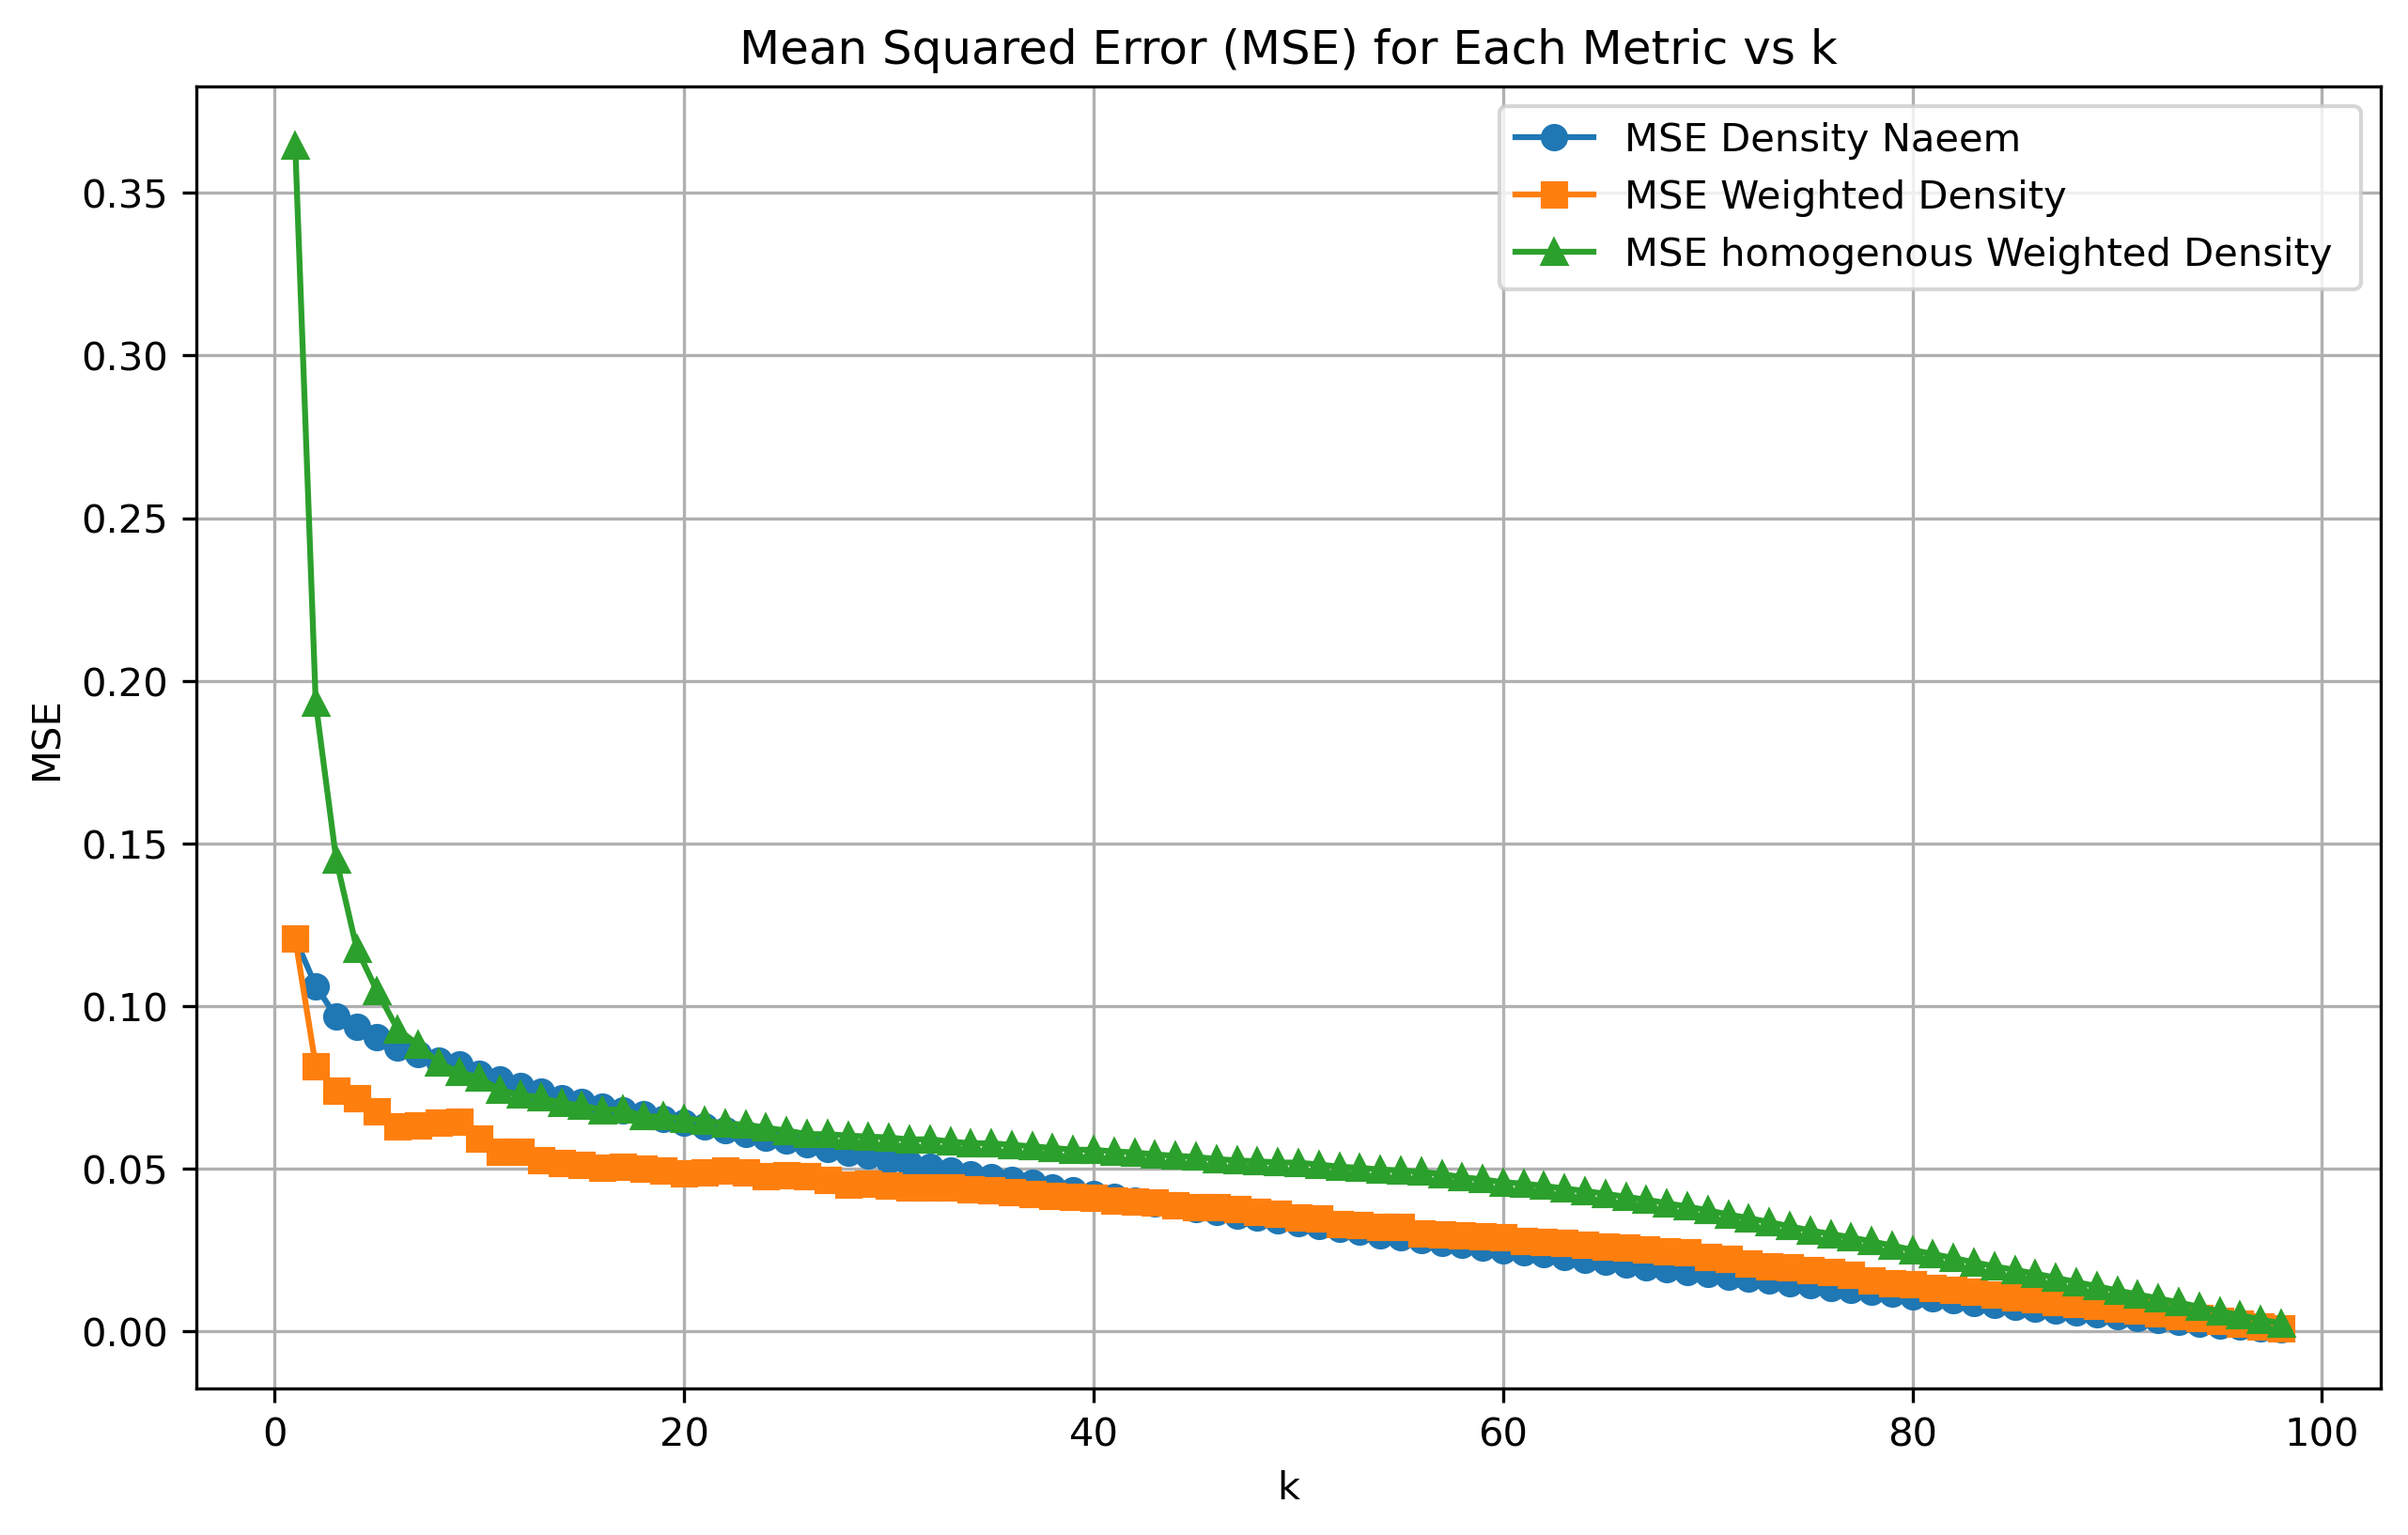 Mean Squared Error (MSE) for Each Metric vs k
MSE Density Naeem
MSE Weighted Density
MSE homogenous Weighted Density
0.35
0.30
0.25
0.20
0.15
0.10
0.05
0.00
MSE
0
20
40
60
80
100
k